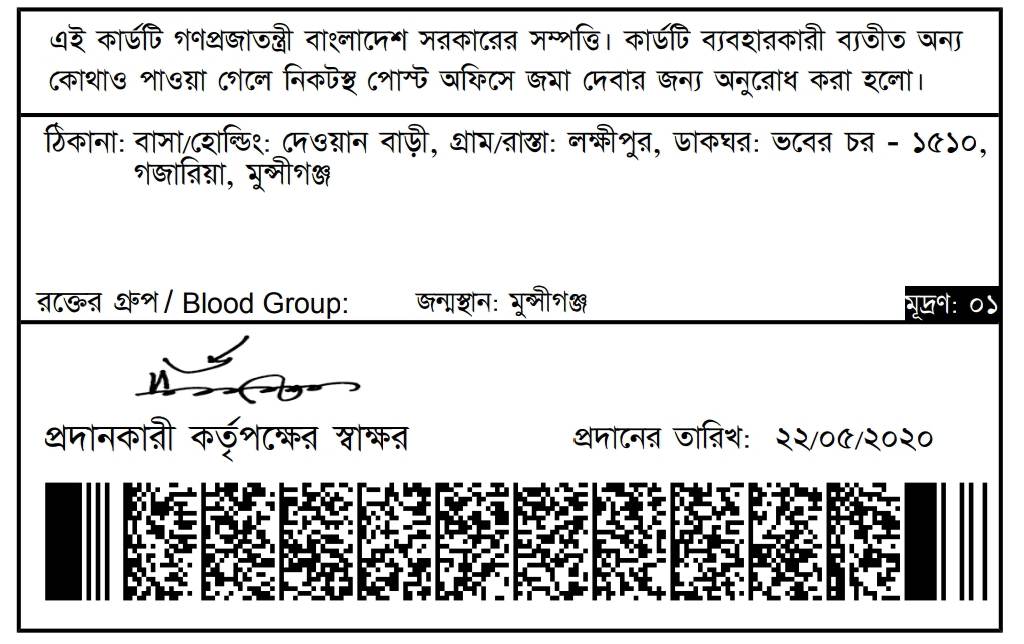 এই কার্ডটি গণপ্রজাতন্ত্রী বাংলাদেশ সরকারের সম্পত্তি। কার্ডটি ব্যবহারকারী ব্যতীত অন্য
কোথাও পাওয়া গেলে নিকটস্থ পোস্ট অফিসে জমা দেবার জন্য অনুরোধ করা হলো।
ঠিকানা: বাসা/হোল্ডিং: দেওয়ান বাড়ী, গ্রাম/রাস্তা: লক্ষীপুর, ডাকঘর: ভবের চর - ১৫১০,
গজারিয়া, মুন্সীগঞ্জ
রক্তের গ্রুপ / Blood Group: জন্মস্থান: মুন্সীগঞ্জ মূদ্রণ: ০১
প্রদানকারী কর্তৃপক্ষের স্বাক্ষর প্রদানের তারিখ: ২২/০৫/২০২০